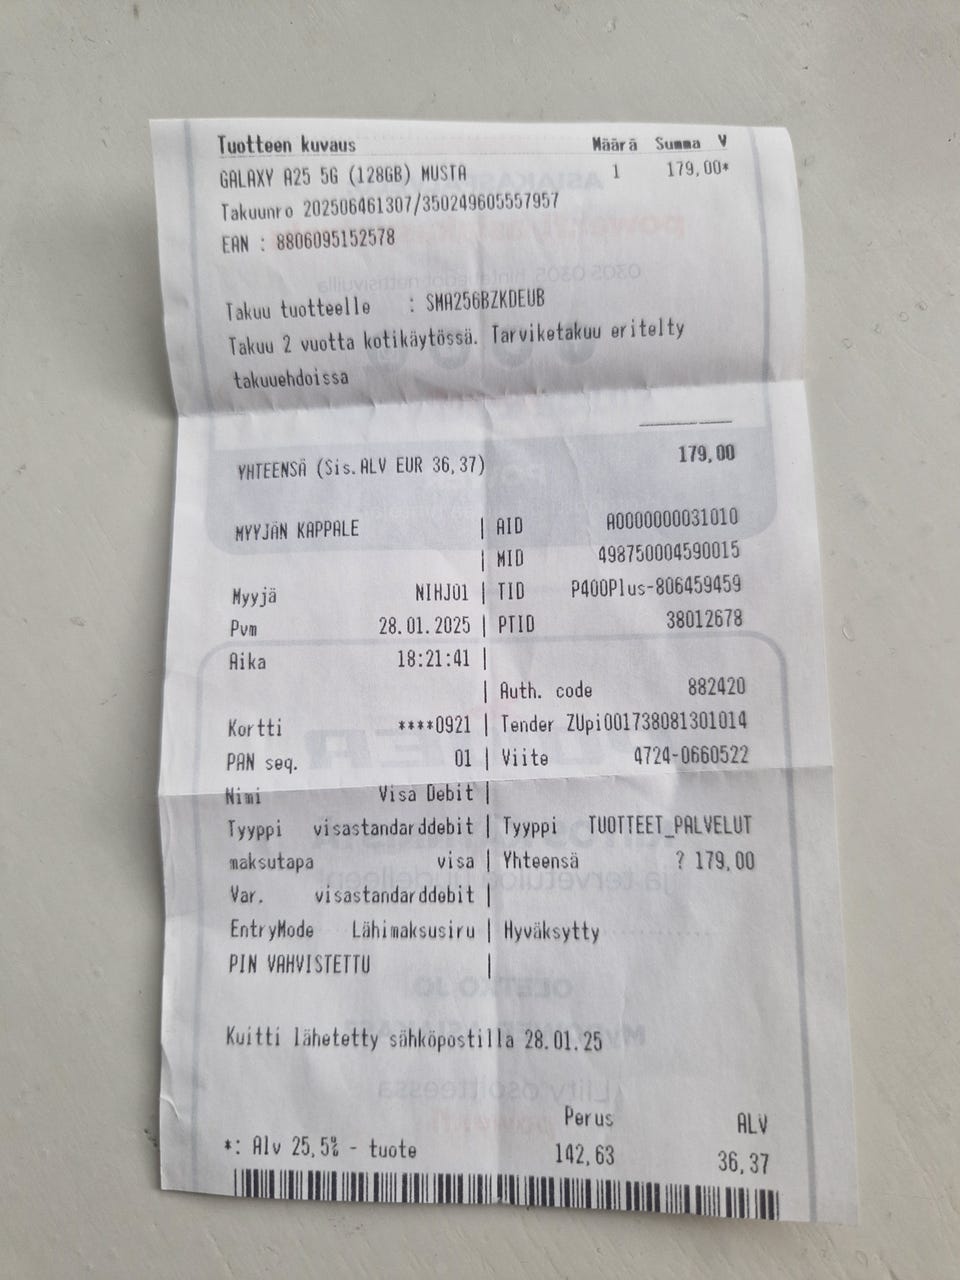 Tuotteen kuvaus Määrä Summa V
GALAXY A25 5G (128GB) MUSTA 1 179,00*
Takuunro 202506461307/350249605557957
EAN : 8806095152578
Takuu tuotteelle : SMA256BZKDEUB
Takuu 2 vuotta kotikäytössä. Tarviketakuu eritelty
takuuehdoissa
179,00
YHTEENSÄ (Sis.ALV EUR 36,37)
MYYJÄN KAPPALE | AID A0000000031010
| MID 498750004590015
Myyjä NIHJ01 | TID P400Plus-806459459
Pvm 28.01.2025 | PTID 38012678
Aika 18:21:41 |
| Auth. code 882420
Kortti ****0921 | Tender ZUpi001738081301014
PAN seq. 01 | Viite 4724-0660522
Nimi Visa Debit |
Tyyppi visastandarddebit | Tyyppi TUOTTEET_PALVELUT
maksutapa visa | Yhteensä ? 179,00
Var. visastandarddebit |
EntryMode Lähimaksusiru | Hyväksytty
PIN VAHVISTETTU |
Kuitti lähetetty sähköpostilla 28.01.25
Perus ALV
*: Alv 25,5% - tuote 142,63 36,37